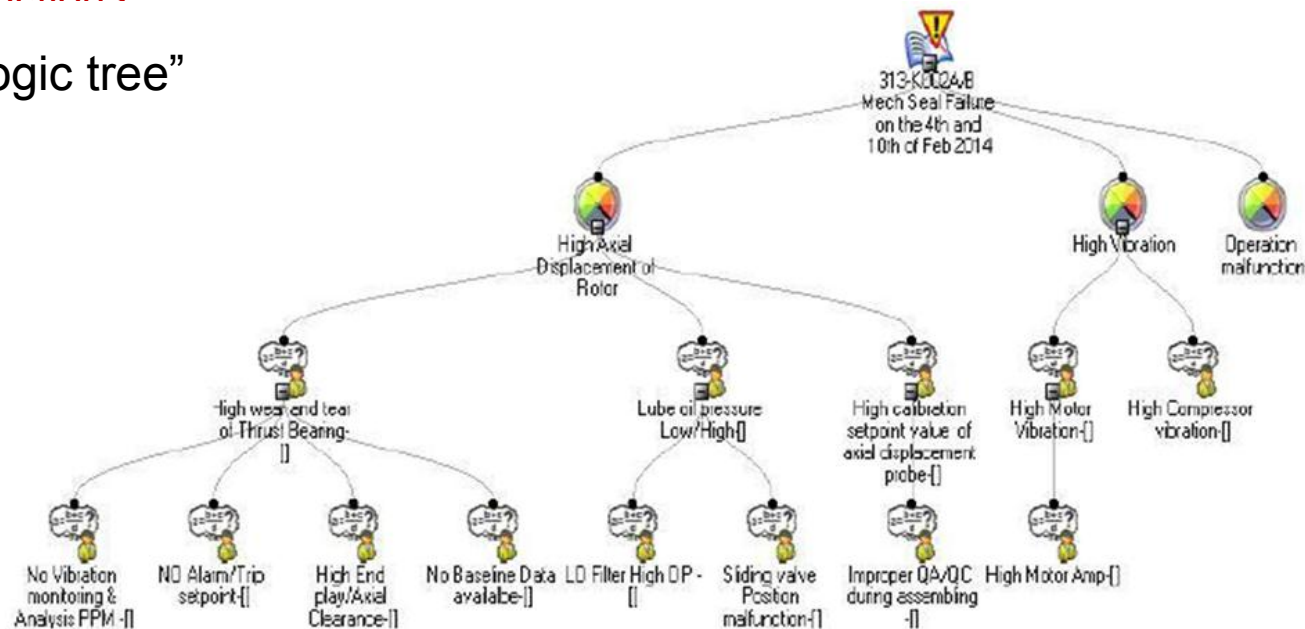 ogic tree”
313-K002A/B
Mech Seal Failure
on the 4th and
10th of Feb 2014
High Axial
Displacement of
Rotor
High Vibration
Operation
malfunction
High wear and tear
of Thrust Bearing-
[]
Lube oil pressure
Low/High-[]
High calibration
setpoint value of
axial displacement
probe-[]
High Motor
Vibration-[]
High Compressor
vibration-[]
No Vibration
monitoring &
Analysis PPM -[]
NO Alarm/Trip
setpoint-[]
High End
play/Axial
Clearance-[]
No Baseline Data
availalbe-[]
LO Filter High DP -
[]
Sliding valve
Position
malfunction-[]
Improper QA/QC
during assembling
-[]
High Motor Amp-[]